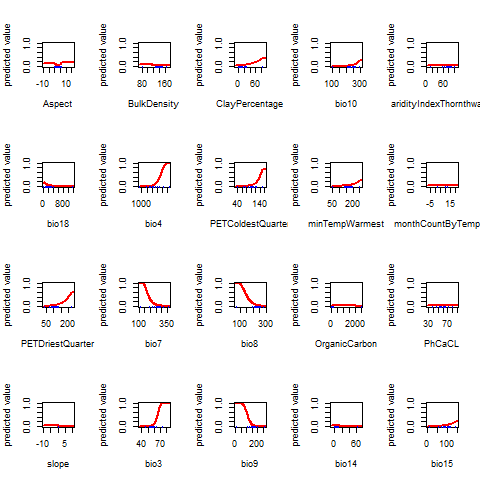 predicted value 0.0 1.0 predicted value 0.0 1.0 predicted value 0.0 1.0 predicted value 0.0 1.0 predicted value 0.0 1.0
-10 10 80 160 0 60 100 300 0 60
Aspect BulkDensity ClayPercentage bio10 aridityIndexThornthwa
predicted value 0.0 1.0 predicted value 0.0 1.0 predicted value 0.0 1.0 predicted value 0.0 1.0 predicted value 0.0 1.0
0 800 1000 40 140 50 200 -5 15
bio18 bio4 PETColdestQuarte minTempWarmest monthCountByTemp
predicted value 0.0 1.0 predicted value 0.0 1.0 predicted value 0.0 1.0 predicted value 0.0 1.0 predicted value 0.0 1.0
50 200 100 350 100 300 0 2000 30 70
PETDriestQuarter bio7 bio8 OrganicCarbon PhCaCL
predicted value 0.0 1.0 predicted value 0.0 1.0 predicted value 0.0 1.0 predicted value 0.0 1.0 predicted value 0.0 1.0
-10 5 40 70 0 200 0 60 0 100
slope bio3 bio9 bio14 bio15